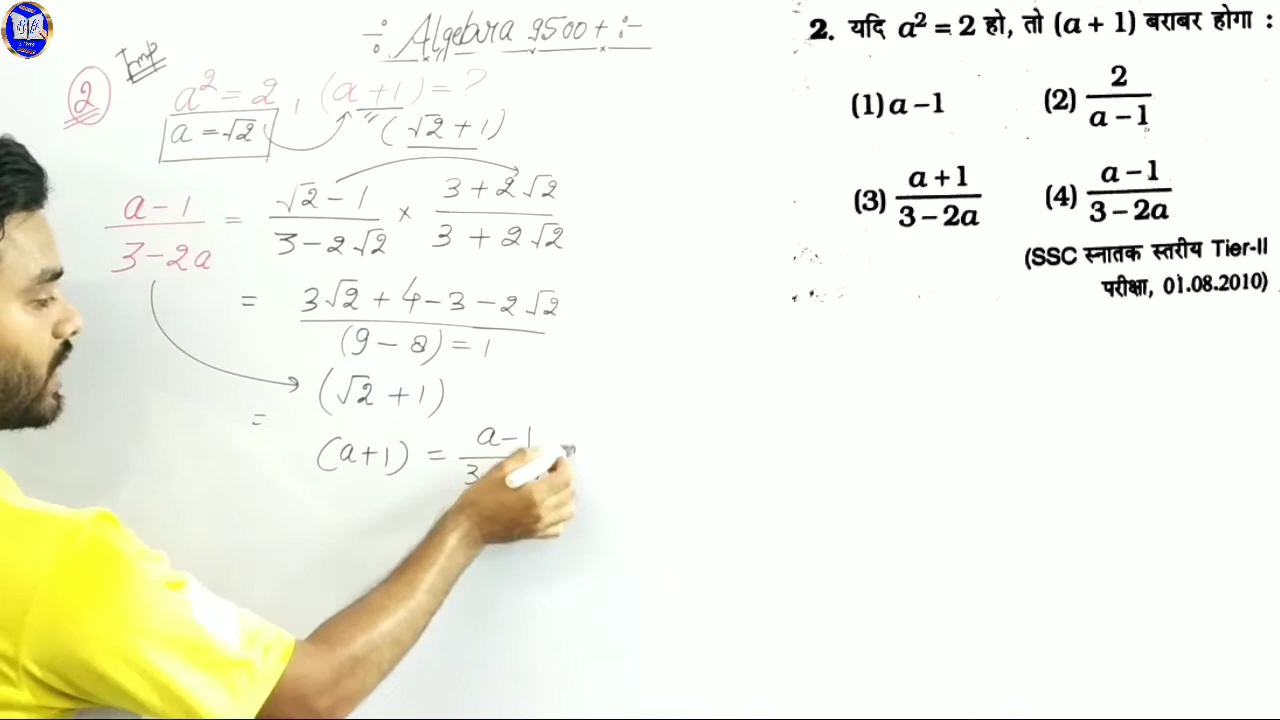 ÷ Algebra 9500+ :-
Imp
2
a² = 2, (a + 1) = ?
a = √2
(√2 + 1)
a - 1 / 3 - 2a = √2 - 1 / 3 - 2√2 × 3 + 2√2 / 3 + 2√2
= 3√2 + 4 - 3 - 2√2 / (9 - 8) = 1
= (√2 + 1)
(a+1) = a-1 / 3
2. यदि a² = 2 हो, तो (a + 1) बराबर होगा :
(1) a – 1
(2) 2 / a – 1
(3) a + 1 / 3 – 2a
(4) a – 1 / 3 – 2a
(SSC स्नातक स्तरीय Tier-II
परीक्षा, 01.08.2010)